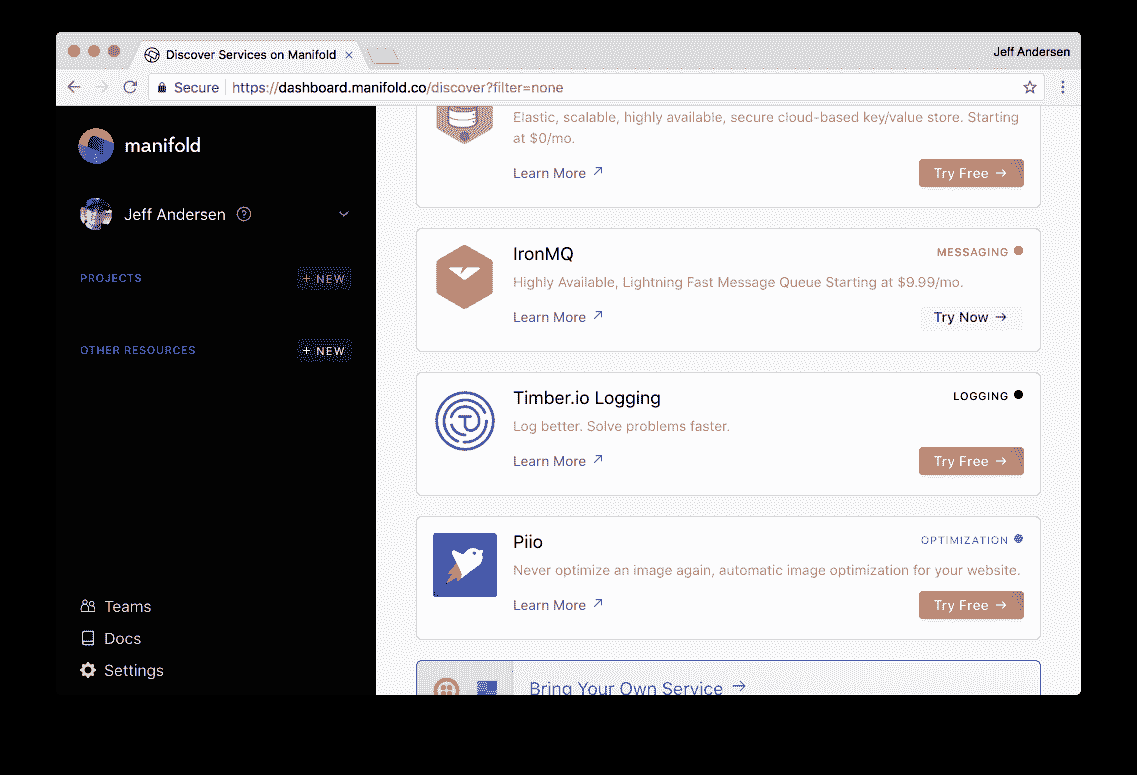 Discover Services on Manifold
Jeff Andersen
Secure https://dashboard.manifold.co/discover?filter=none
manifold
Jeff Andersen
PROJECTS
+ NEW
OTHER RESOURCES
+ NEW
Teams
Docs
Settings
Elastic, scalable, highly available, secure cloud-based key/value store. Starting
at $0/mo.
Learn More
Try Free
IronMQ
MESSAGING
Highly Available, Lightning Fast Message Queue Starting at $9.99/mo.
Learn More
Try Now
Timber.io Logging
LOGGING
Log better. Solve problems faster.
Learn More
Try Free
Piio
OPTIMIZATION
Never optimize an image again, automatic image optimization for your website.
Learn More
Try Free
Bring Your Own Service